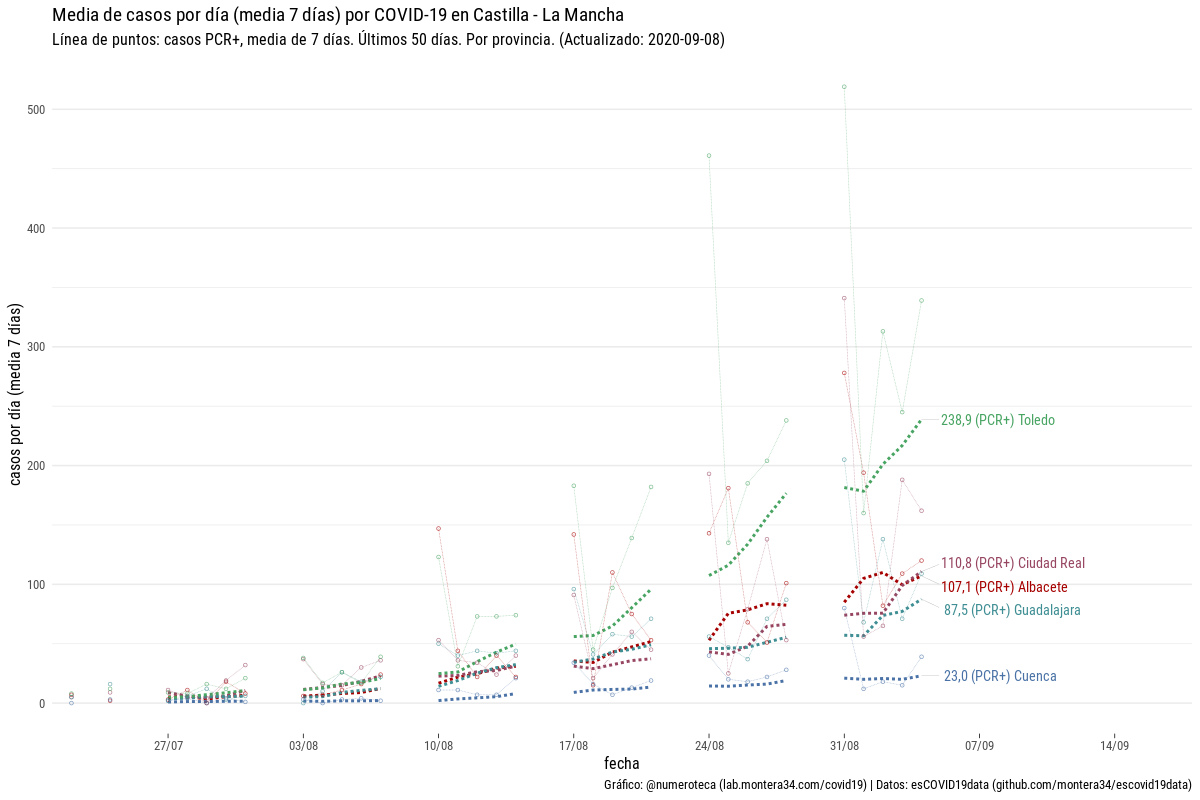 Media de casos por día (media 7 días) por COVID-19 en Castilla - La Mancha
Línea de puntos: casos PCR+, media de 7 días. Últimos 50 días. Por provincia. (Actualizado: 2020-09-08)
casos por día (media 7 días)
500
400
300
200
100
0
238,9 (PCR+) Toledo
110,8 (PCR+) Ciudad Real
107,1 (PCR+) Albacete
87,5 (PCR+) Guadalajara
23,0 (PCR+) Cuenca
27/07
03/08
10/08
17/08
24/08
31/08
07/09
14/09
fecha
Gráfico: @numeroteca (lab.montera34.com/covid19) | Datos: esCOVID19data (github.com/montera34/escovid19data)